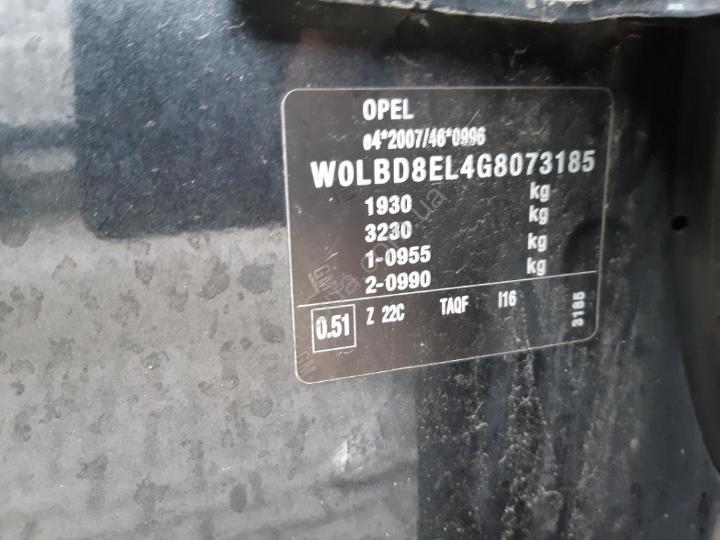 OPEL
e4*2007/46*0996
W0LBD8EL4G8073185
1930 kg
3230 kg
1-0955 kg
2-0990 kg
0.51 Z 22C TAQF I16
3185